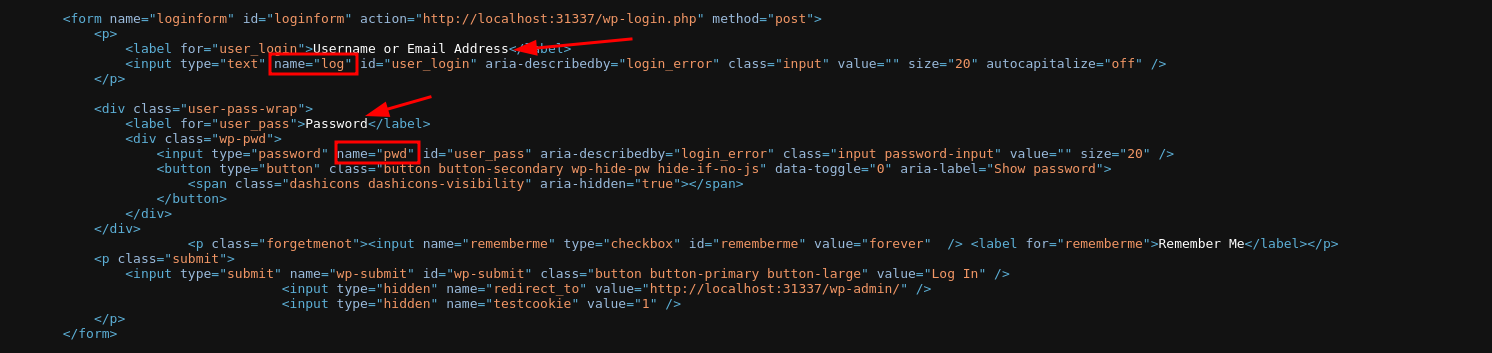 <form name="loginform" id="loginform" action="http://localhost:31337/wp-login.php" method="post">
<p>
<label for="user_login">Username or Email Address</label>
<input type="text" name="log" id="user_login" aria-describedby="login_error" class="input" value="" size="20" autocapitalize="off" />
</p>
<div class="user-pass-wrap">
<label for="user_pass">Password</label>
<div class="wp-pwd">
<input type="password" name="pwd" id="user_pass" aria-describedby="login_error" class="input password-input" value="" size="20" />
<button type="button" class="button button-secondary wp-hide-pw hide-if-no-js" data-toggle="0" aria-label="Show password">
<span class="dashicons dashicons-visibility" aria-hidden="true"></span>
</button>
</div>
</div>
<p class="forgetmenot"><input name="rememberme" type="checkbox" id="rememberme" value="forever"  /> <label for="rememberme">Remember Me</label></p>
<p class="submit">
<input type="submit" name="wp-submit" id="wp-submit" class="button button-primary button-large" value="Log In" />
<input type="hidden" name="redirect_to" value="http://localhost:31337/wp-admin/" />
<input type="hidden" name="testcookie" value="1" />
</p>
</form>